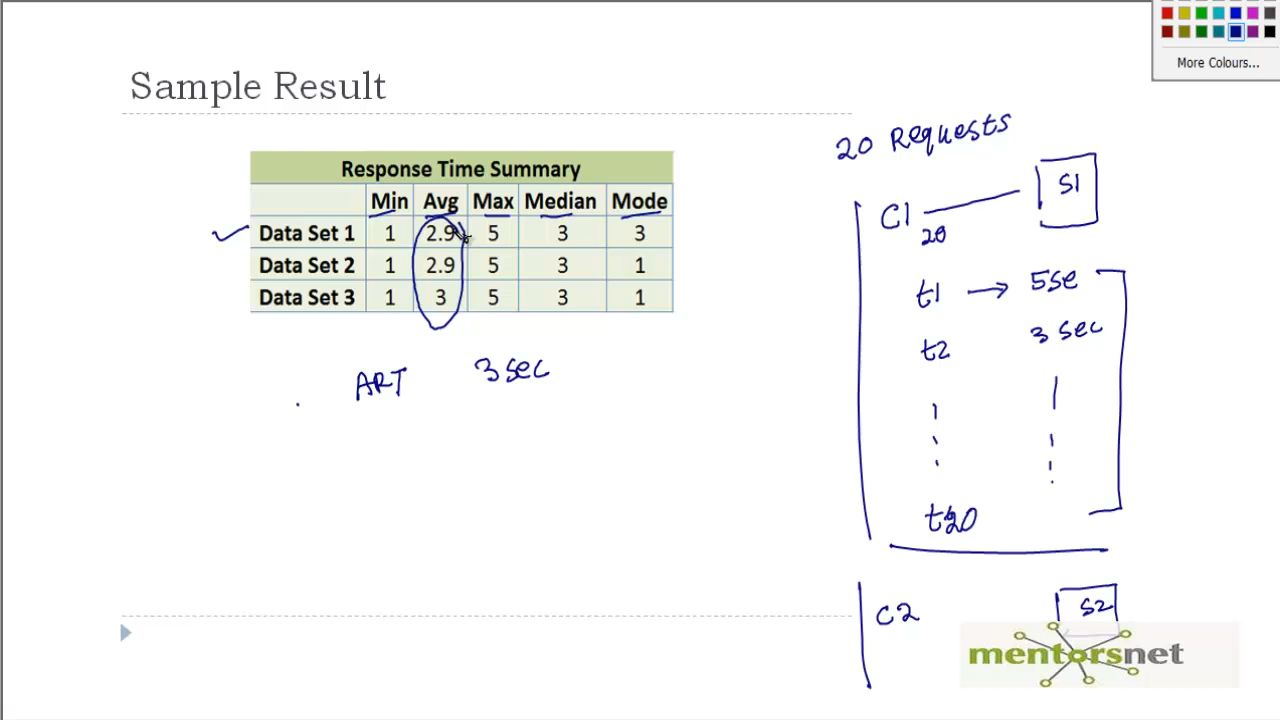 More Colours...
Sample Result
Response Time Summary
Min Avg Max Median Mode
Data Set 1 1 2.9 5 3 3
Data Set 2 1 2.9 5 3 1
Data Set 3 1 3 5 3 1
ART 3 sec
20 Requests
C1 S1
20
t1 5se
t2 3 sec
t20
C2 S2
mentorsnet